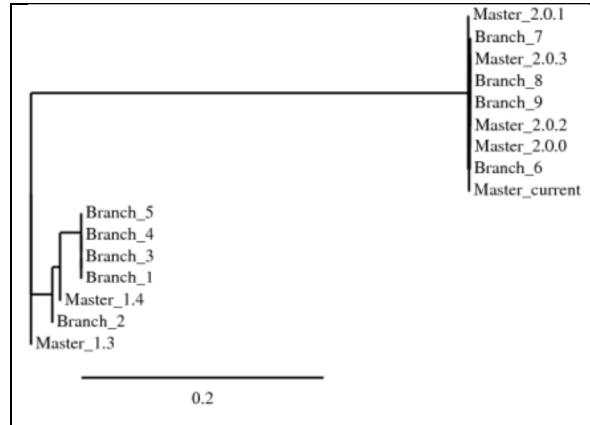 Master_2.0.1
Branch_7
Master_2.0.3
Branch_8
Branch_9
Master_2.0.2
Master_2.0.0
Branch_6
Master_current
Branch_5
Branch_4
Branch_3
Branch_1
Master_1.4
Branch_2
Master_1.3
0.2